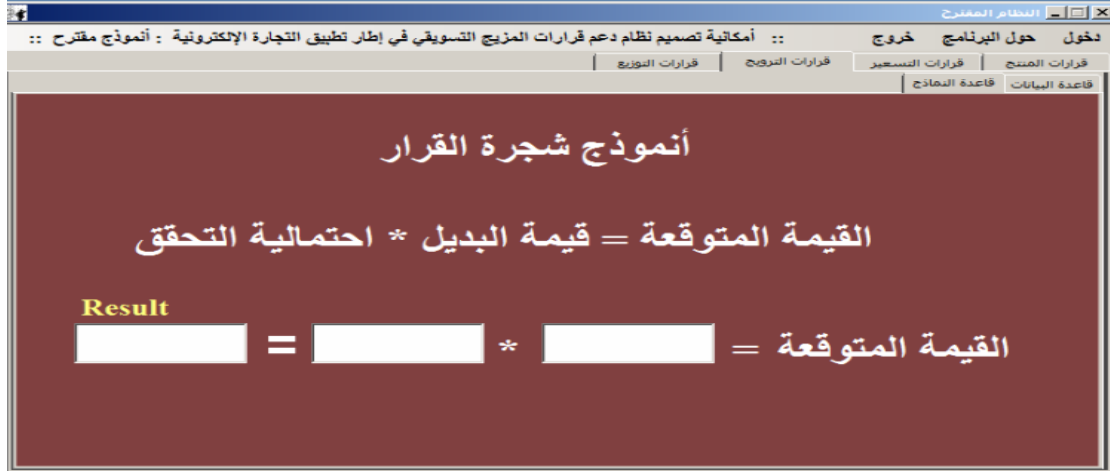 النظام المقترح
دخول حول البرنامج خروج :: أمكانية تصميم نظام دعم قرارات المزيج التسويقي في إطار تطبيق التجارة الإلكترونية : أنموذج مقترح ::
قرارات المنتج قرارات التسعير قرارات الترويج قرارات التوزيع
قاعدة البيانات قاعدة النماذج
أنموذج شجرة القرار
القيمة المتوقعة = قيمة البديل * احتمالية التحقق
Result
القيمة المتوقعة = * =